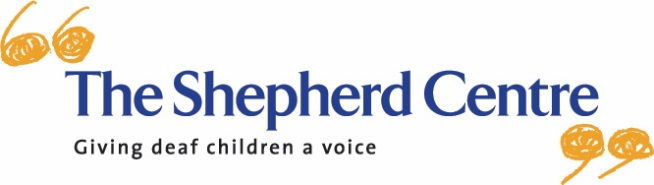 The Shepherd Centre
Giving deaf children a voice